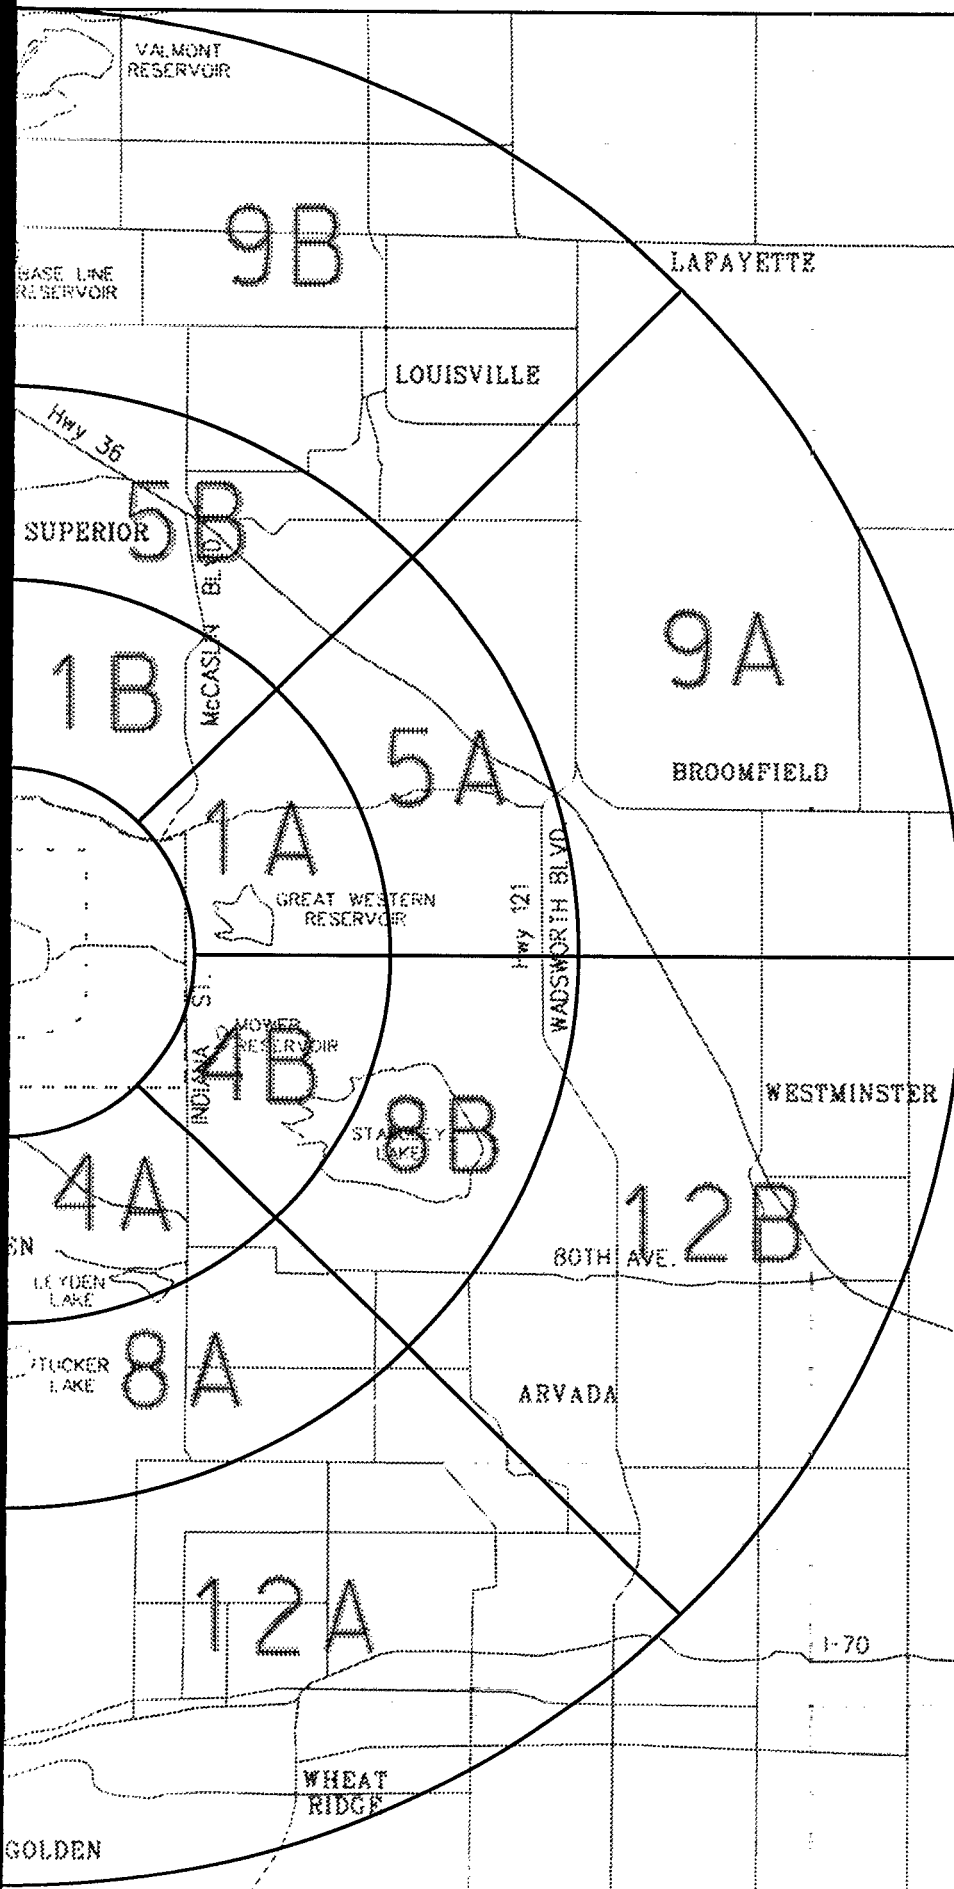 VALMONT
RESERVOIR
9B
LAFAYETTE
BASE LINE
RESERVOIR
LOUISVILLE
Hwy 36
5B
SUPERIOR
McCASLIN BLVD.
9A
1B
5A
BROOMFIELD
1A
GREAT WESTERN
RESERVOIR
Hwy 121
WADSWORTH BLVD.
INDIANA ST.
MOWER
RESERVOIR
4B
WESTMINSTER
8B
LAKE
4A
12B
EN
80TH AVE.
LEYDEN
LAKE
8A
TUCKER
LAKE
ARVADA
12A
I-70
WHEAT
RIDGE
GOLDEN